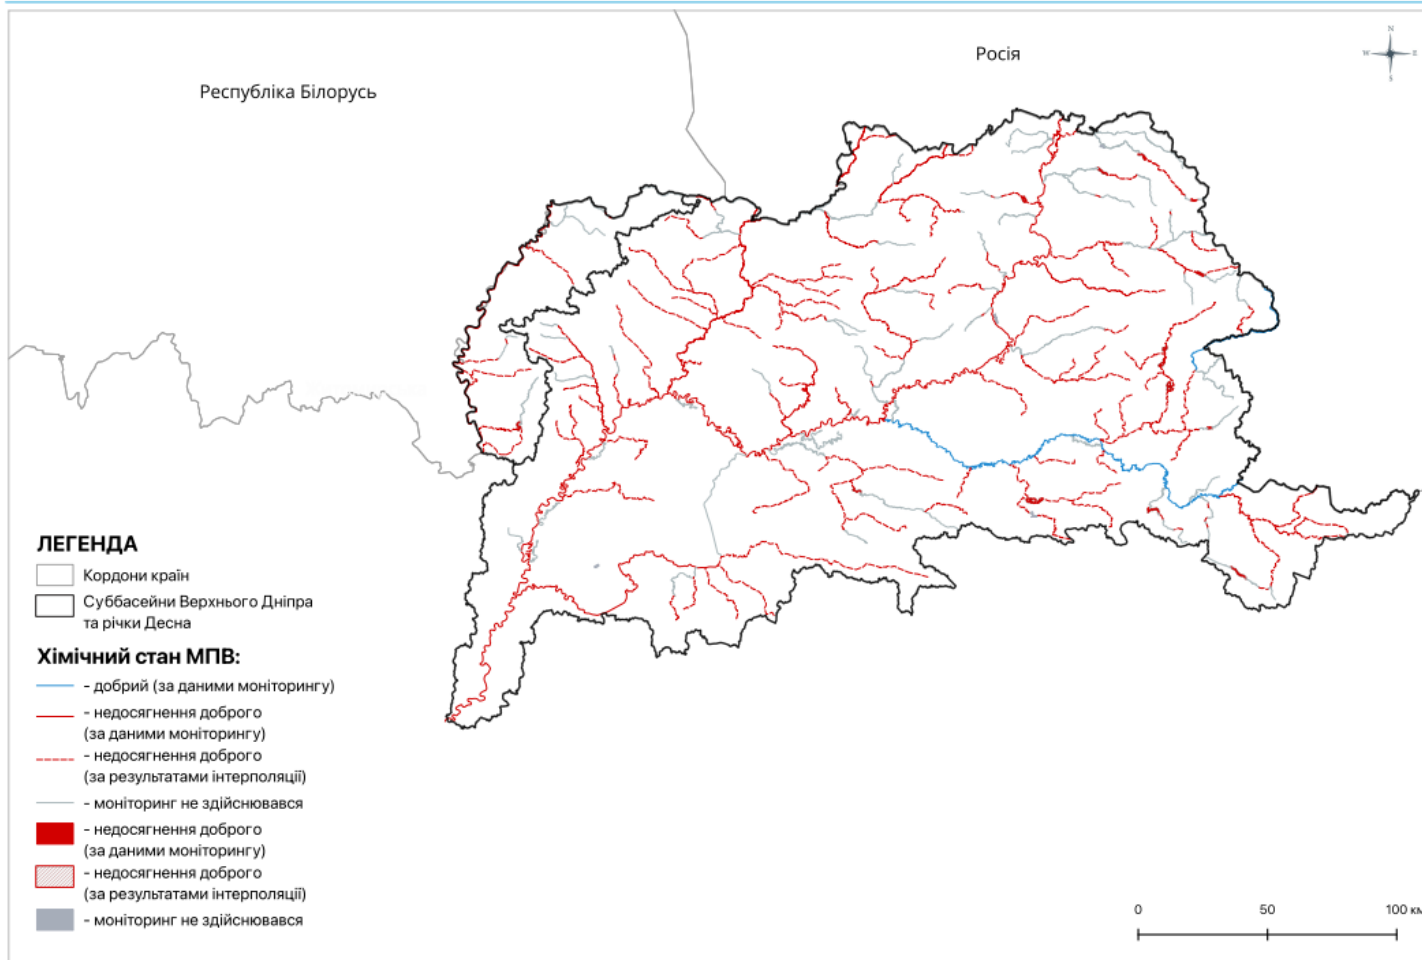 Росія
N
W
E
S
Республіка Білорусь
ЛЕГЕНДА
Кордони країн
Суббасейни Верхнього Дніпра
та річки Десна
Хімічний стан МПВ:
- добрий (за даними моніторингу)
- недосягнення доброго
(за даними моніторингу)
- недосягнення доброго
(за результатами інтерполяції)
- моніторинг не здійснювався
- недосягнення доброго
(за даними моніторингу)
- недосягнення доброго
(за результатами інтерполяції)
- моніторинг не здійснювався
0 50 100 км